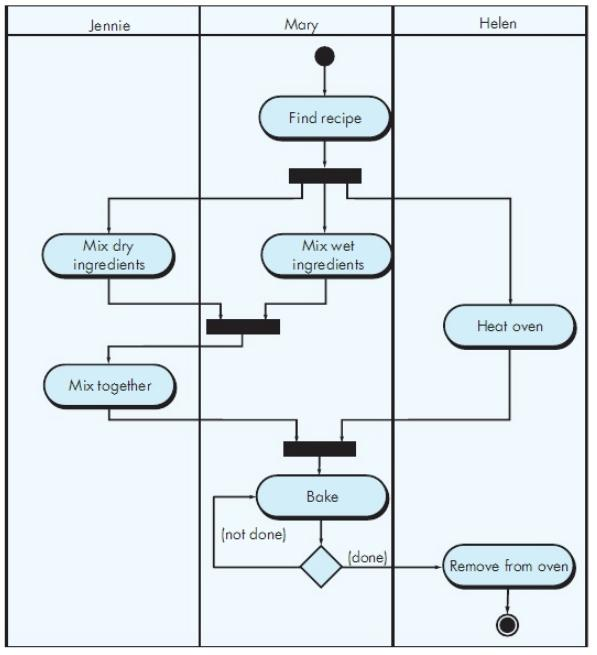 Jennie
Mary
Helen
Find recipe
Mix dry
ingredients
Mix wet
ingredients
Heat oven
Mix together
Bake
(not done)
(done)
Remove from oven